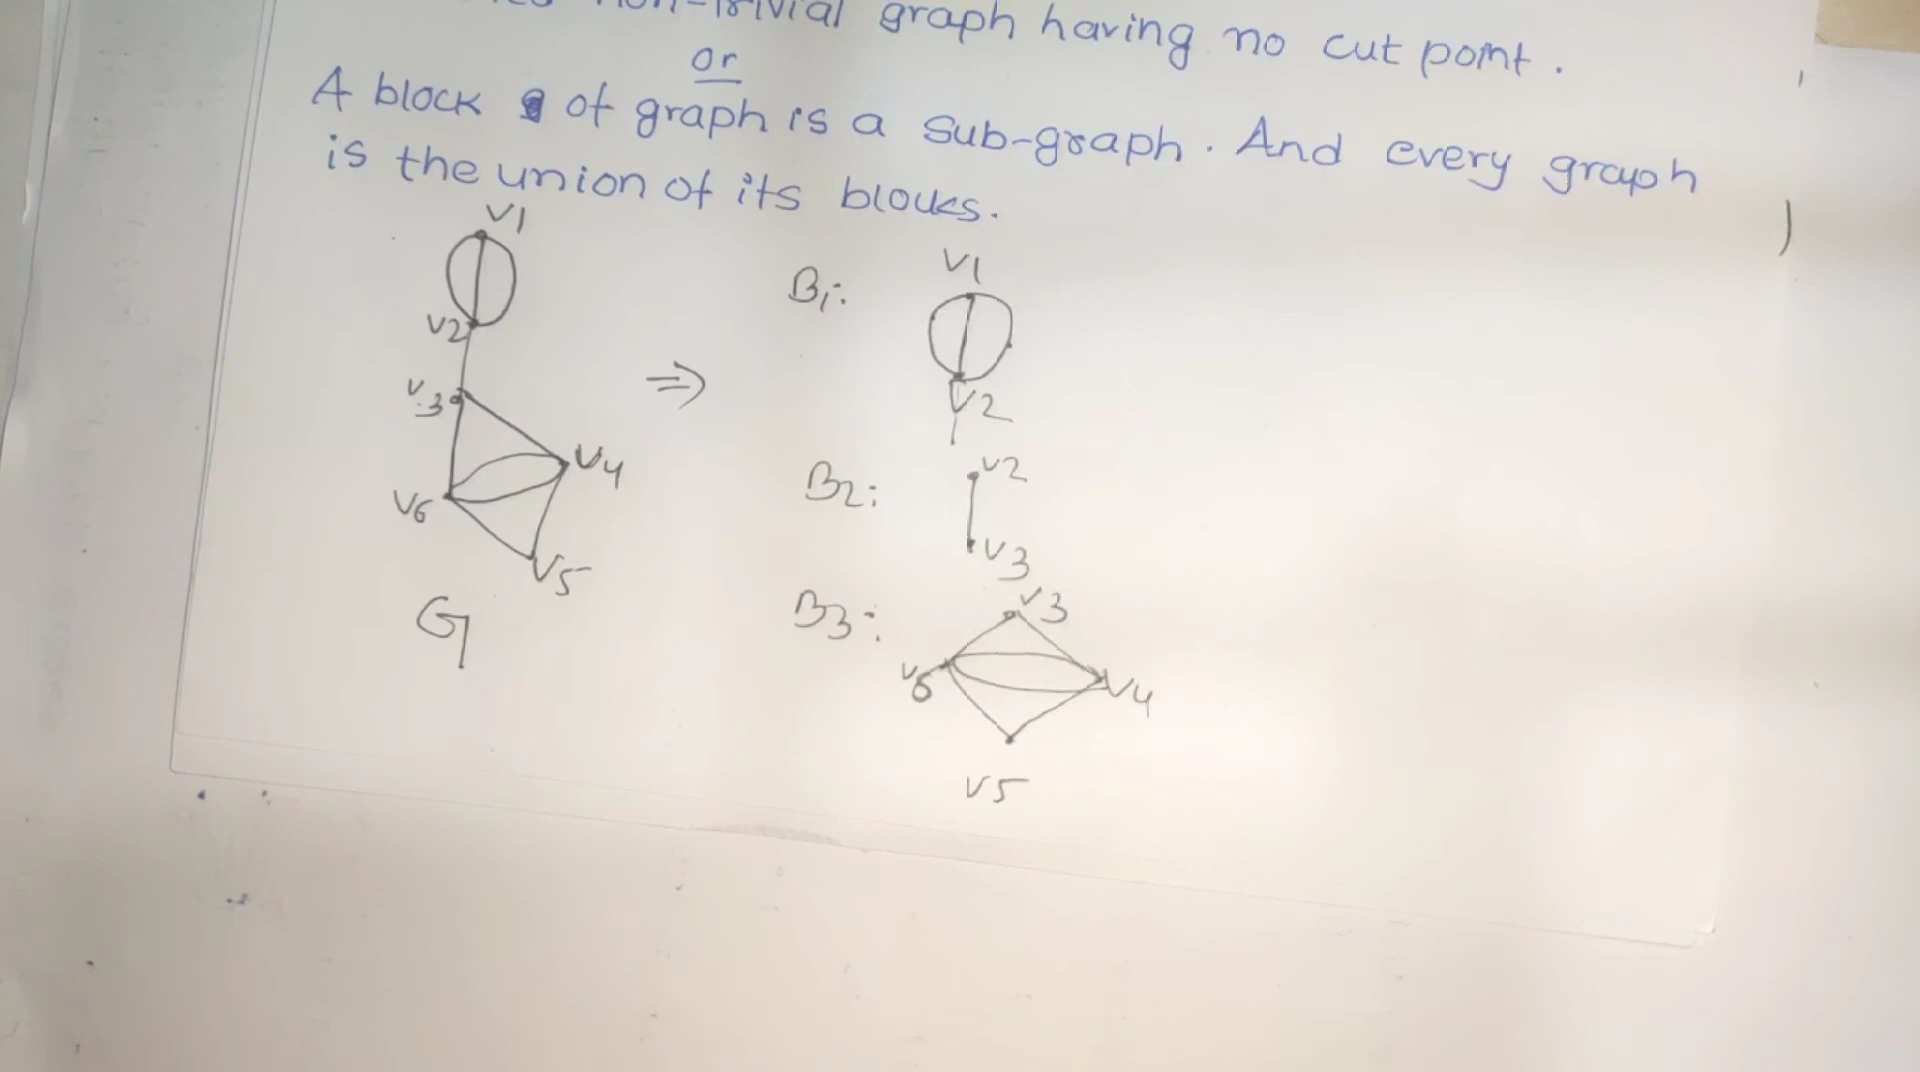 graph having no cut point.
or
A block of graph is a sub-graph. And every graph
is the union of its blocks.
V1
V2
V3
V4
V6
V5
G
⇒
B1:
V1
V2
B2:
V2
V3
B3:
V3
V6
V4
V5